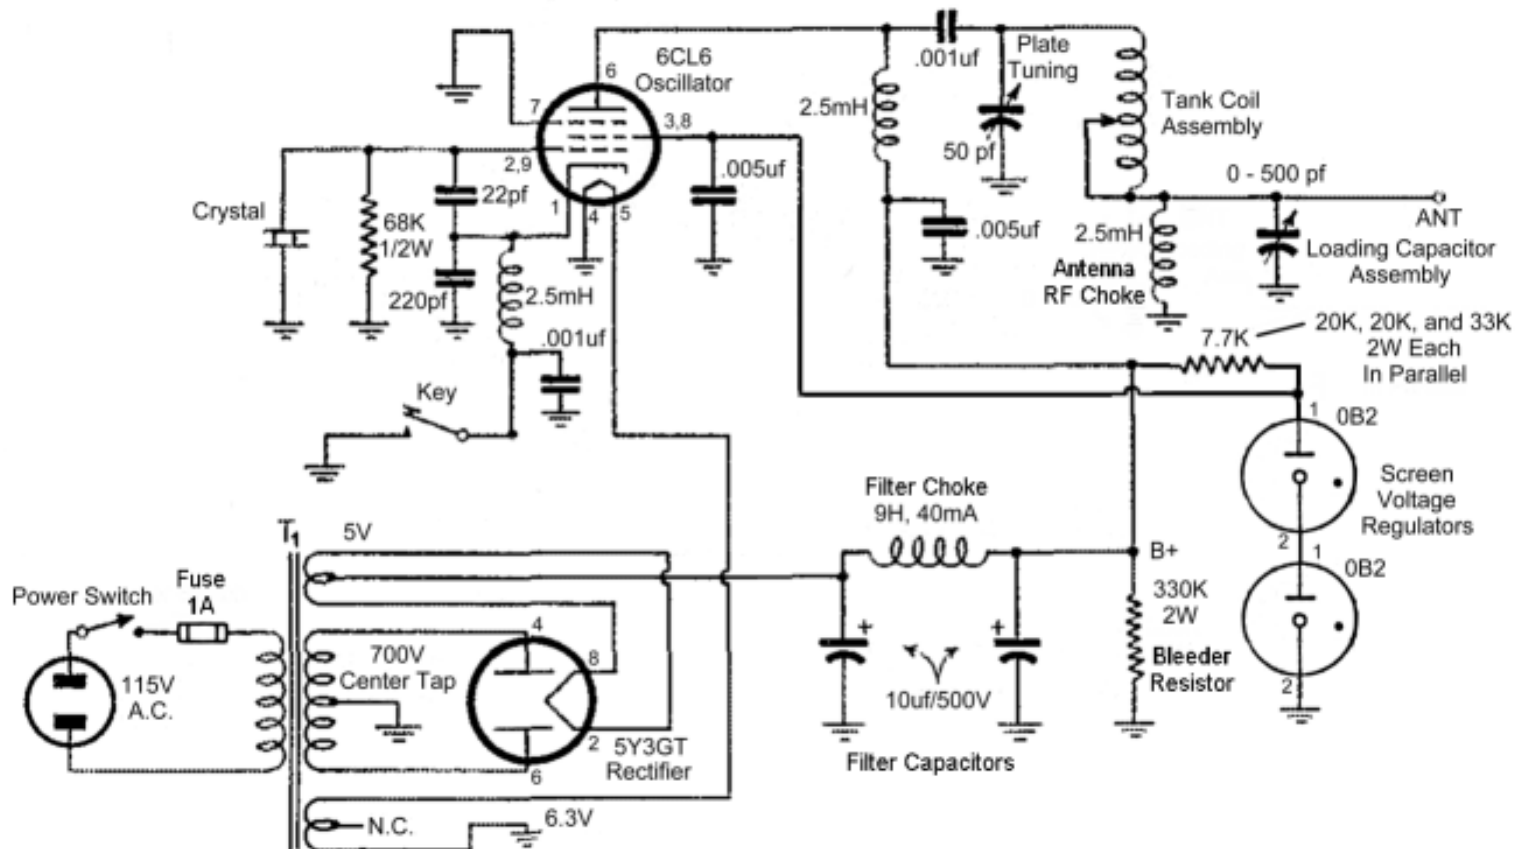 6CL6
Oscillator
6
7
3,8
2,9
1
4
5
.001uf
Plate
Tuning
2.5mH
50 pf
Tank Coil
Assembly
.005uf
0 - 500 pf
ANT
Crystal
68K
1/2W
22pf
220pf
2.5mH
.001uf
.005uf
2.5mH
Antenna
RF Choke
Loading Capacitor
Assembly
7.7K
20K, 20K, and 33K
2W Each
In Parallel
Key
1
0B2
Screen
Voltage
Regulators
2
1
0B2
2
Filter Choke
9H, 40mA
B+
330K
2W
Bleeder
Resistor
T1
5V
Power Switch
Fuse
1A
115V
A.C.
700V
Center Tap
4
8
2
6
5Y3GT
Rectifier
+
+
10uf/500V
Filter Capacitors
N.C.
6.3V